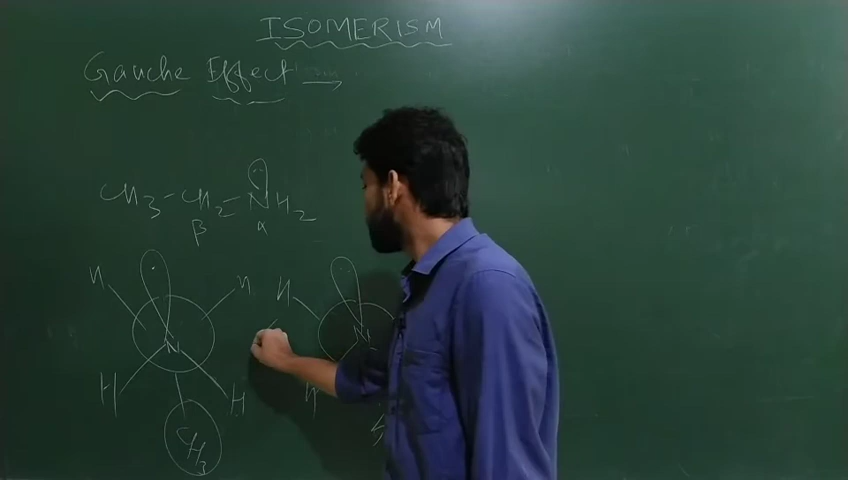 ISOMERISM
Gauche Effect →
CH3 - CH2 - NH2
β α
H H H
N N
H H H
CH3